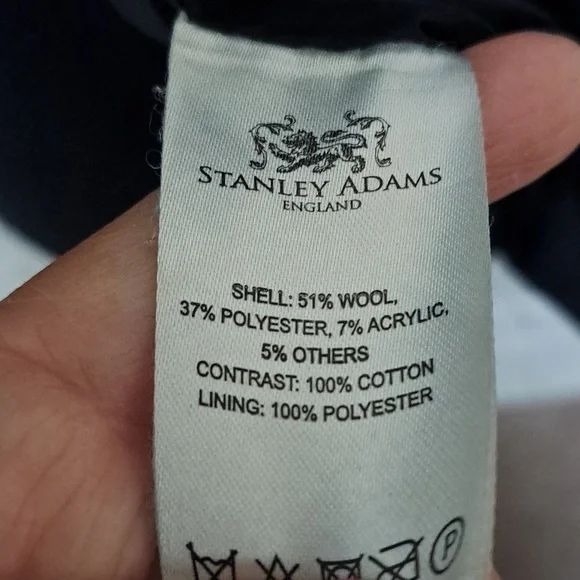 STANLEY ADAMS
ENGLAND
SHELL: 51% WOOL,
37% POLYESTER, 7% ACRYLIC,
5% OTHERS
CONTRAST: 100% COTTON
LINING: 100% POLYESTER
P